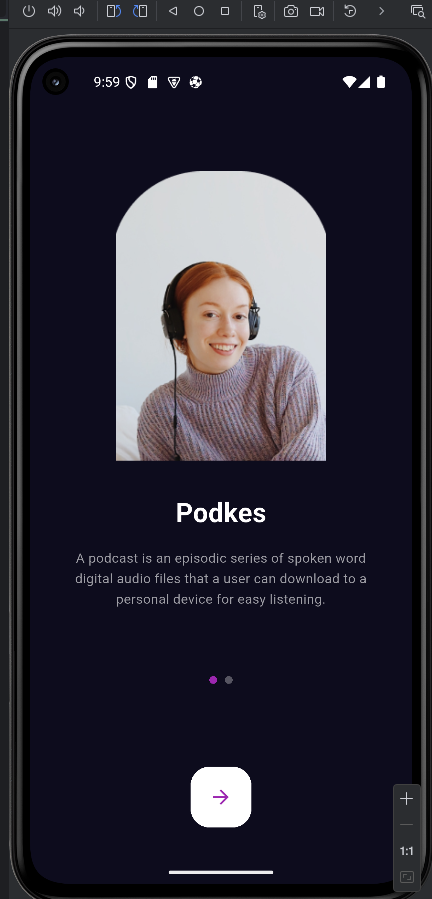 9:59
Podkes
A podcast is an episodic series of spoken word
digital audio files that a user can download to a
personal device for easy listening.
1:1